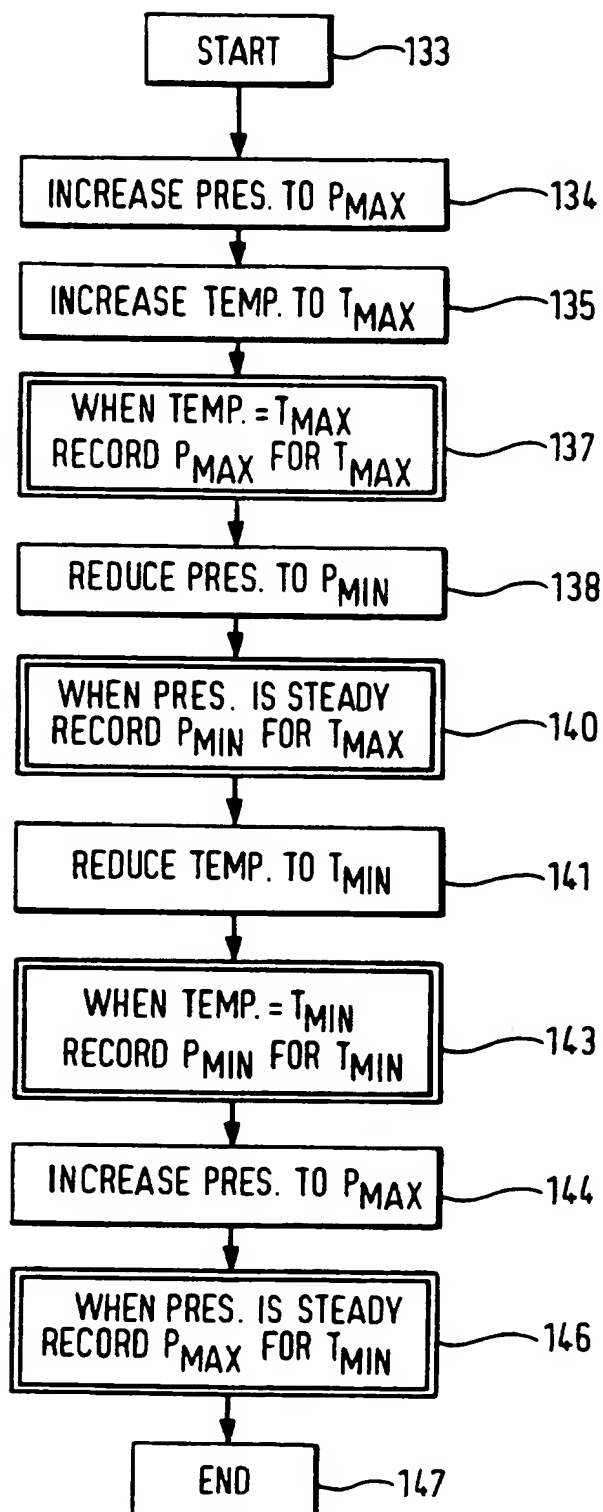 START 133
INCREASE PRES. TO PMAX 134
INCREASE TEMP. TO TMAX 135
WHEN TEMP. = TMAX
RECORD PMAX FOR TMAX 137
REDUCE PRES. TO PMIN 138
WHEN PRES. IS STEADY
RECORD PMIN FOR TMAX 140
REDUCE TEMP. TO TMIN 141
WHEN TEMP. = TMIN
RECORD PMIN FOR TMIN 143
INCREASE PRES. TO PMAX 144
WHEN PRES. IS STEADY
RECORD PMAX FOR TMIN 146
END 147